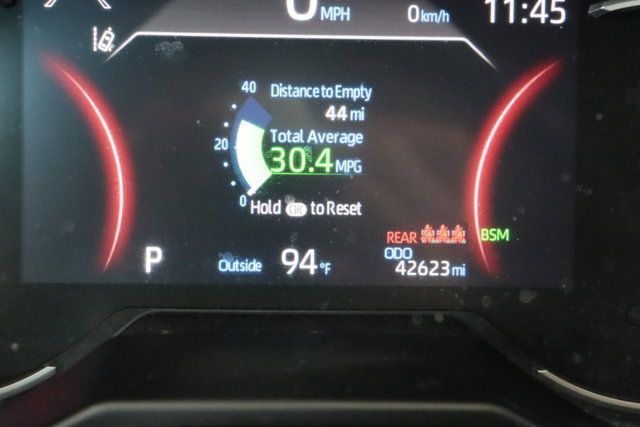 0 MPH 0 km/h 11:45
40 Distance to Empty
44 mi
Total Average
20 30.4 MPG
0 Hold OK to Reset
REAR BSM
P Outside 94 °F ODO
42623 mi